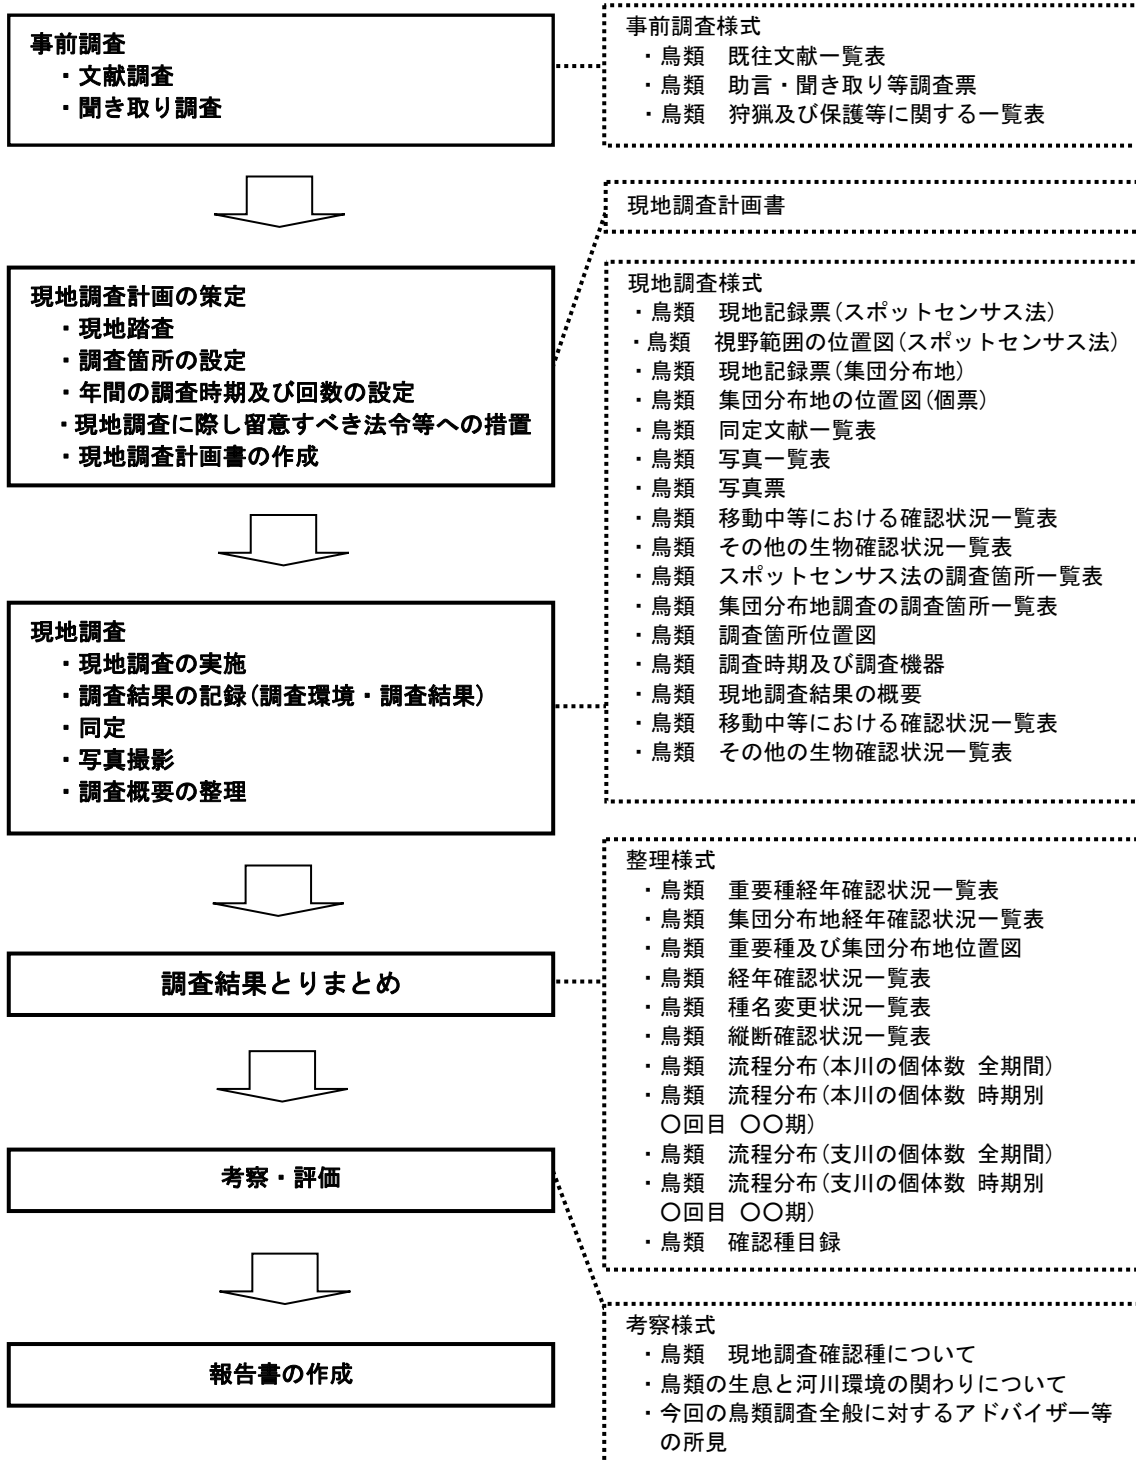 事前調査
・文献調査
・聞き取り調査
事前調査様式
・鳥類　既往文献一覧表
・鳥類　助言・聞き取り等調査票
・鳥類　狩猟及び保護等に関する一覧表
現地調査計画の策定
・現地踏査
・調査箇所の設定
・年間の調査時期及び回数の設定
・現地調査に際し留意すべき法令等への措置
・現地調査計画書の作成
現地調査計画書
現地調査
・現地調査の実施
・調査結果の記録(調査環境・調査結果)
・同定
・写真撮影
・調査概要の整理
現地調査様式
・鳥類　現地記録票(スポットセンサス法)
・鳥類　視野範囲の位置図(スポットセンサス法)
・鳥類　現地記録票(集団分布地)
・鳥類　集団分布地の位置図(個票)
・鳥類　同定文献一覧表
・鳥類　写真一覧表
・鳥類　写真票
・鳥類　移動中等における確認状況一覧表
・鳥類　その他の生物確認状況一覧表
・鳥類　スポットセンサス法の調査箇所一覧表
・鳥類　集団分布地調査の調査箇所一覧表
・鳥類　調査箇所位置図
・鳥類　調査時期及び調査機器
・鳥類　現地調査結果の概要
・鳥類　移動中等における確認状況一覧表
・鳥類　その他の生物確認状況一覧表
調査結果とりまとめ
整理様式
・鳥類　重要種経年確認状況一覧表
・鳥類　集団分布地経年確認状況一覧表
・鳥類　重要種及び集団分布地位置図
・鳥類　経年確認状況一覧表
・鳥類　種名変更状況一覧表
・鳥類　縦断確認状況一覧表
・鳥類　流程分布(本川の個体数 全期間)
・鳥類　流程分布(本川の個体数 時期別
〇回目 〇〇期)
・鳥類　流程分布(支川の個体数 全期間)
・鳥類　流程分布(支川の個体数 時期別
〇回目 〇〇期)
・鳥類　確認種目録
考察・評価
考察様式
・鳥類　現地調査確認種について
・鳥類の生息と河川環境の関わりについて
・今回の鳥類調査全般に対するアドバイザー等
の所見
報告書の作成